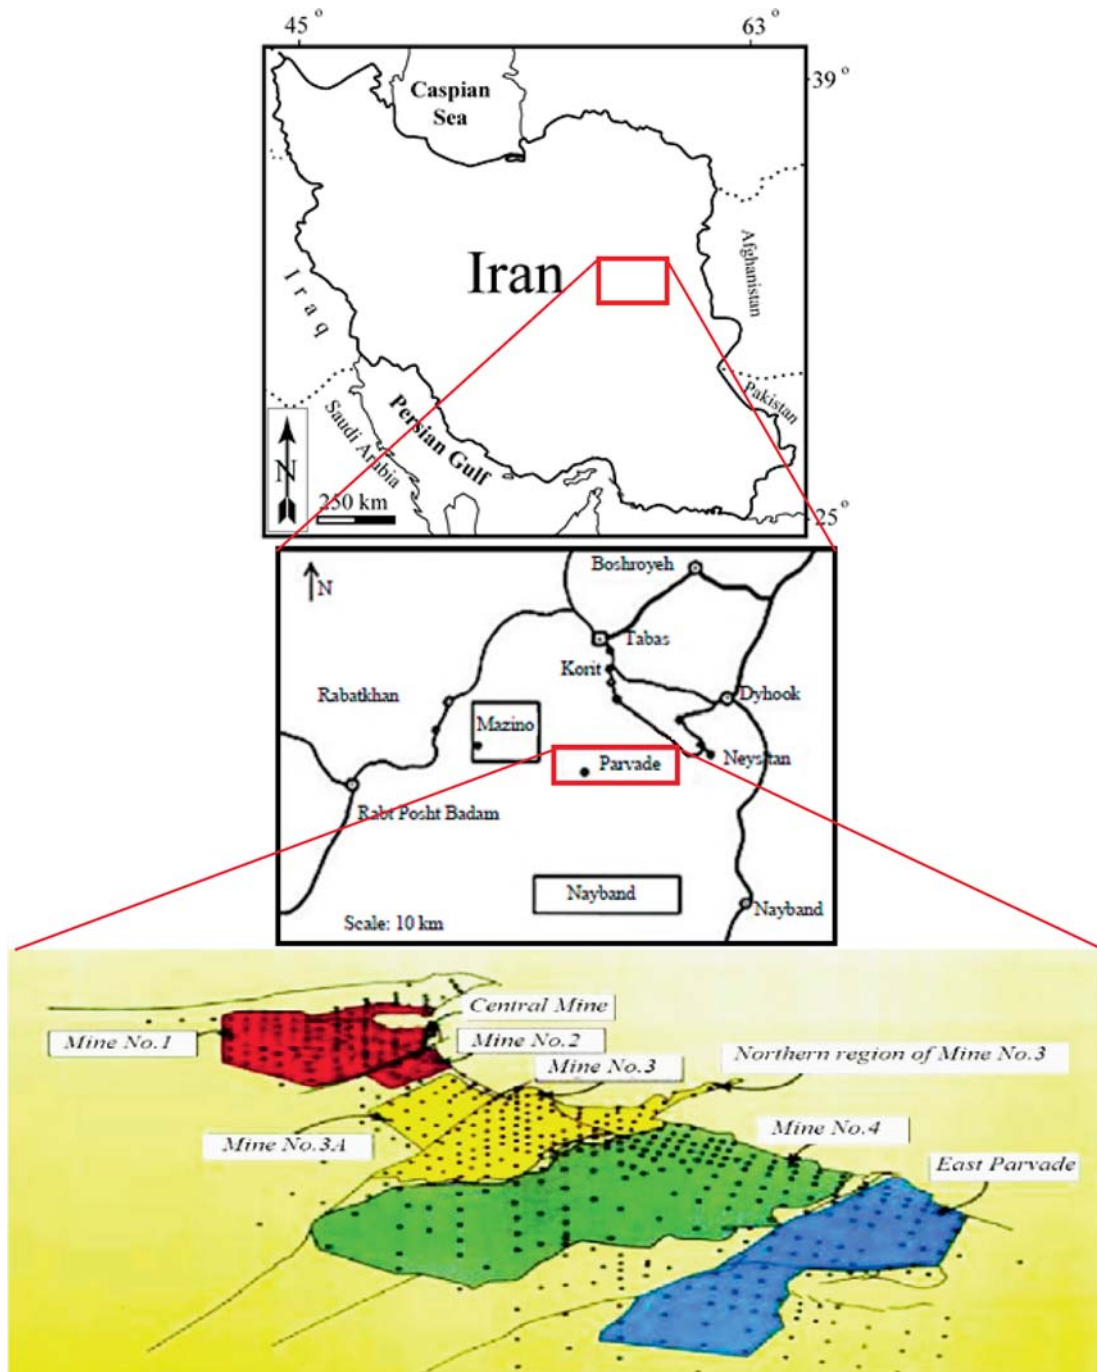 45° 63°
39°
Caspian
Sea
Iran
Afghanistan
Iraq
Pakistan
Persian Gulf
Saudi Arabia
N
250 km
25°
Boshroyeh
N
Tabas
Korit
Rabatkhan
Dyhook
Mazino
Parvade
Neystan
Rabt Posht Badam
Nayband
Nayband
Scale: 10 km
Central Mine
Mine No.1
Mine No.2
Mine No.3
Northern region of Mine No.3
Mine No.3A
Mine No.4
East Parvade